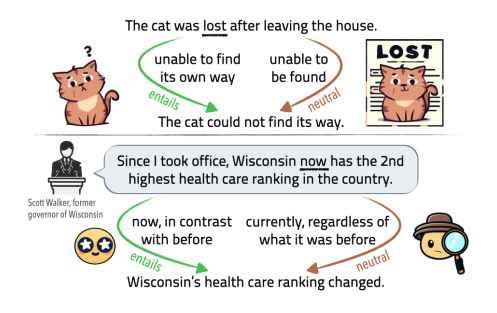 The cat was lost after leaving the house.
?
unable to find
its own way
unable to
be found
LOST
entails
neutral
The cat could not find its way.
Since I took office, Wisconsin now has the 2nd
highest health care ranking in the country.
Scott Walker, former
governor of Wisconsin
now, in contrast
with before
currently, regardless of
what it was before
entails
neutral
Wisconsin's health care ranking changed.